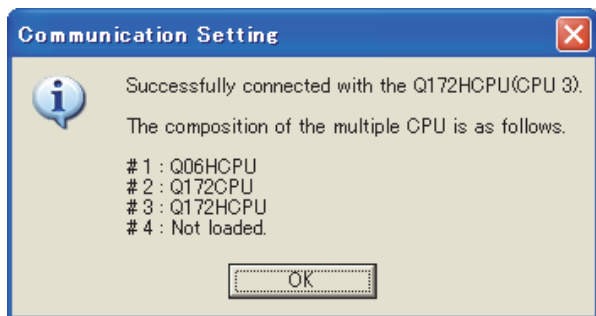 Communication Setting
Successfully connected with the Q172HCPU(CPU 3).
The composition of the multiple CPU is as follows.
#1 : Q06HCPU
#2 : Q172CPU
#3 : Q172HCPU
#4 : Not loaded.
OK